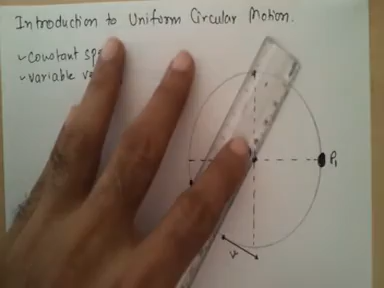 Introduction to Uniform Circular Motion.
constant
variable
P1